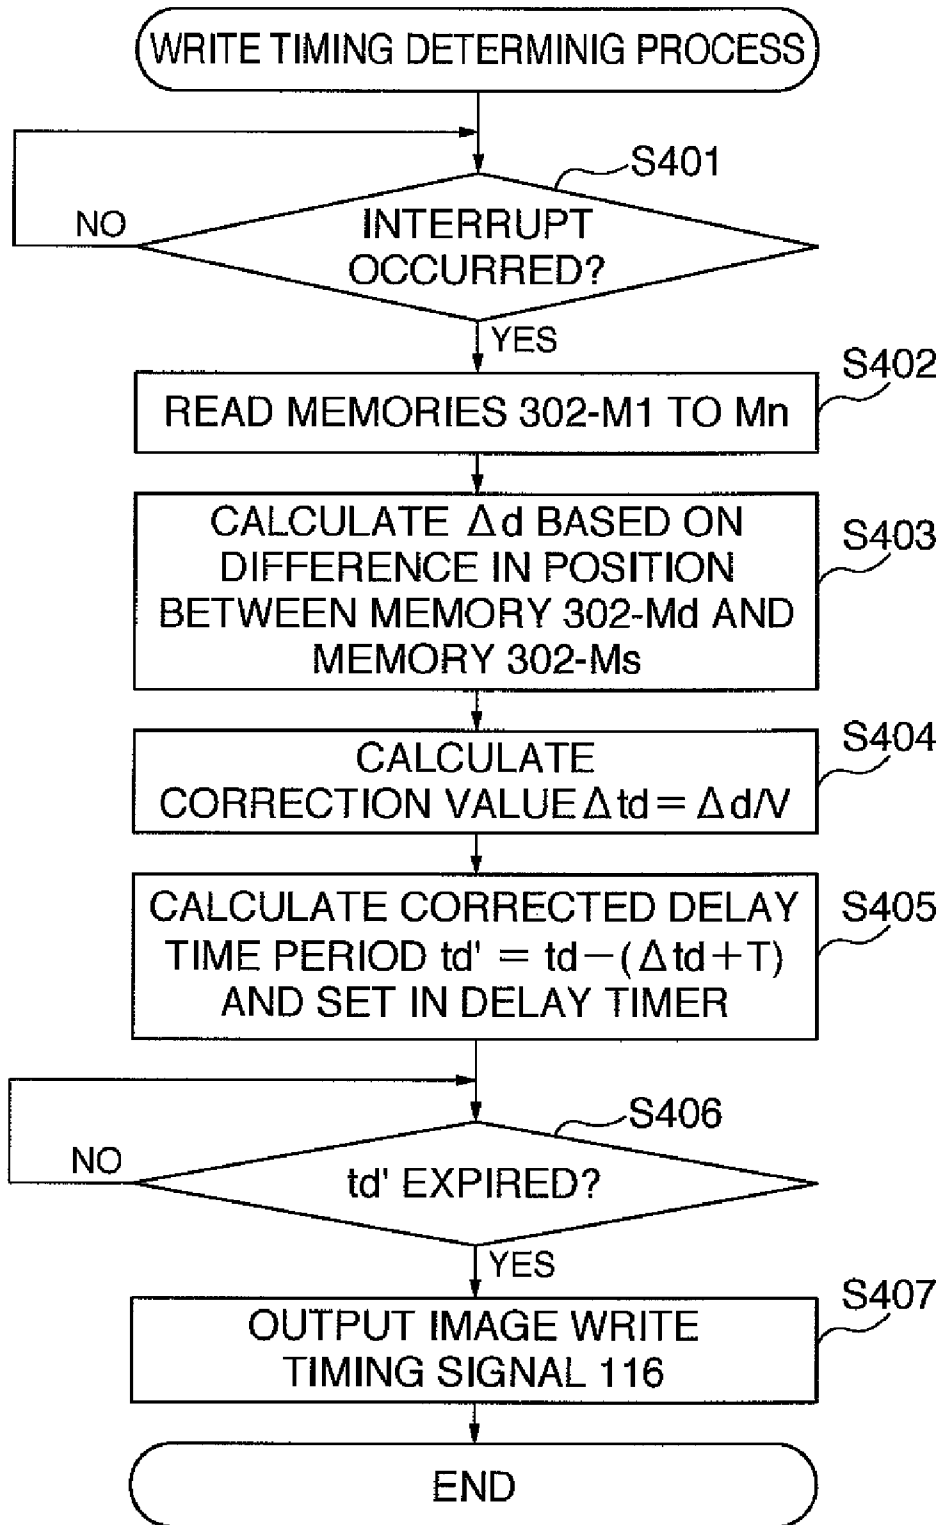 WRITE TIMING DETERMINIG PROCESS
S401
INTERRUPT
OCCURRED?
NO
YES
S402
READ MEMORIES 302-M1 TO Mn
S403
CALCULATE Δd BASED ON
DIFFERENCE IN POSITION
BETWEEN MEMORY 302-Md AND
MEMORY 302-Ms
S404
CALCULATE
CORRECTION VALUE Δtd = Δd/V
S405
CALCULATE CORRECTED DELAY
TIME PERIOD td' = td-(Δtd+T)
AND SET IN DELAY TIMER
S406
td' EXPIRED?
NO
YES
S407
OUTPUT IMAGE WRITE
TIMING SIGNAL 116
END